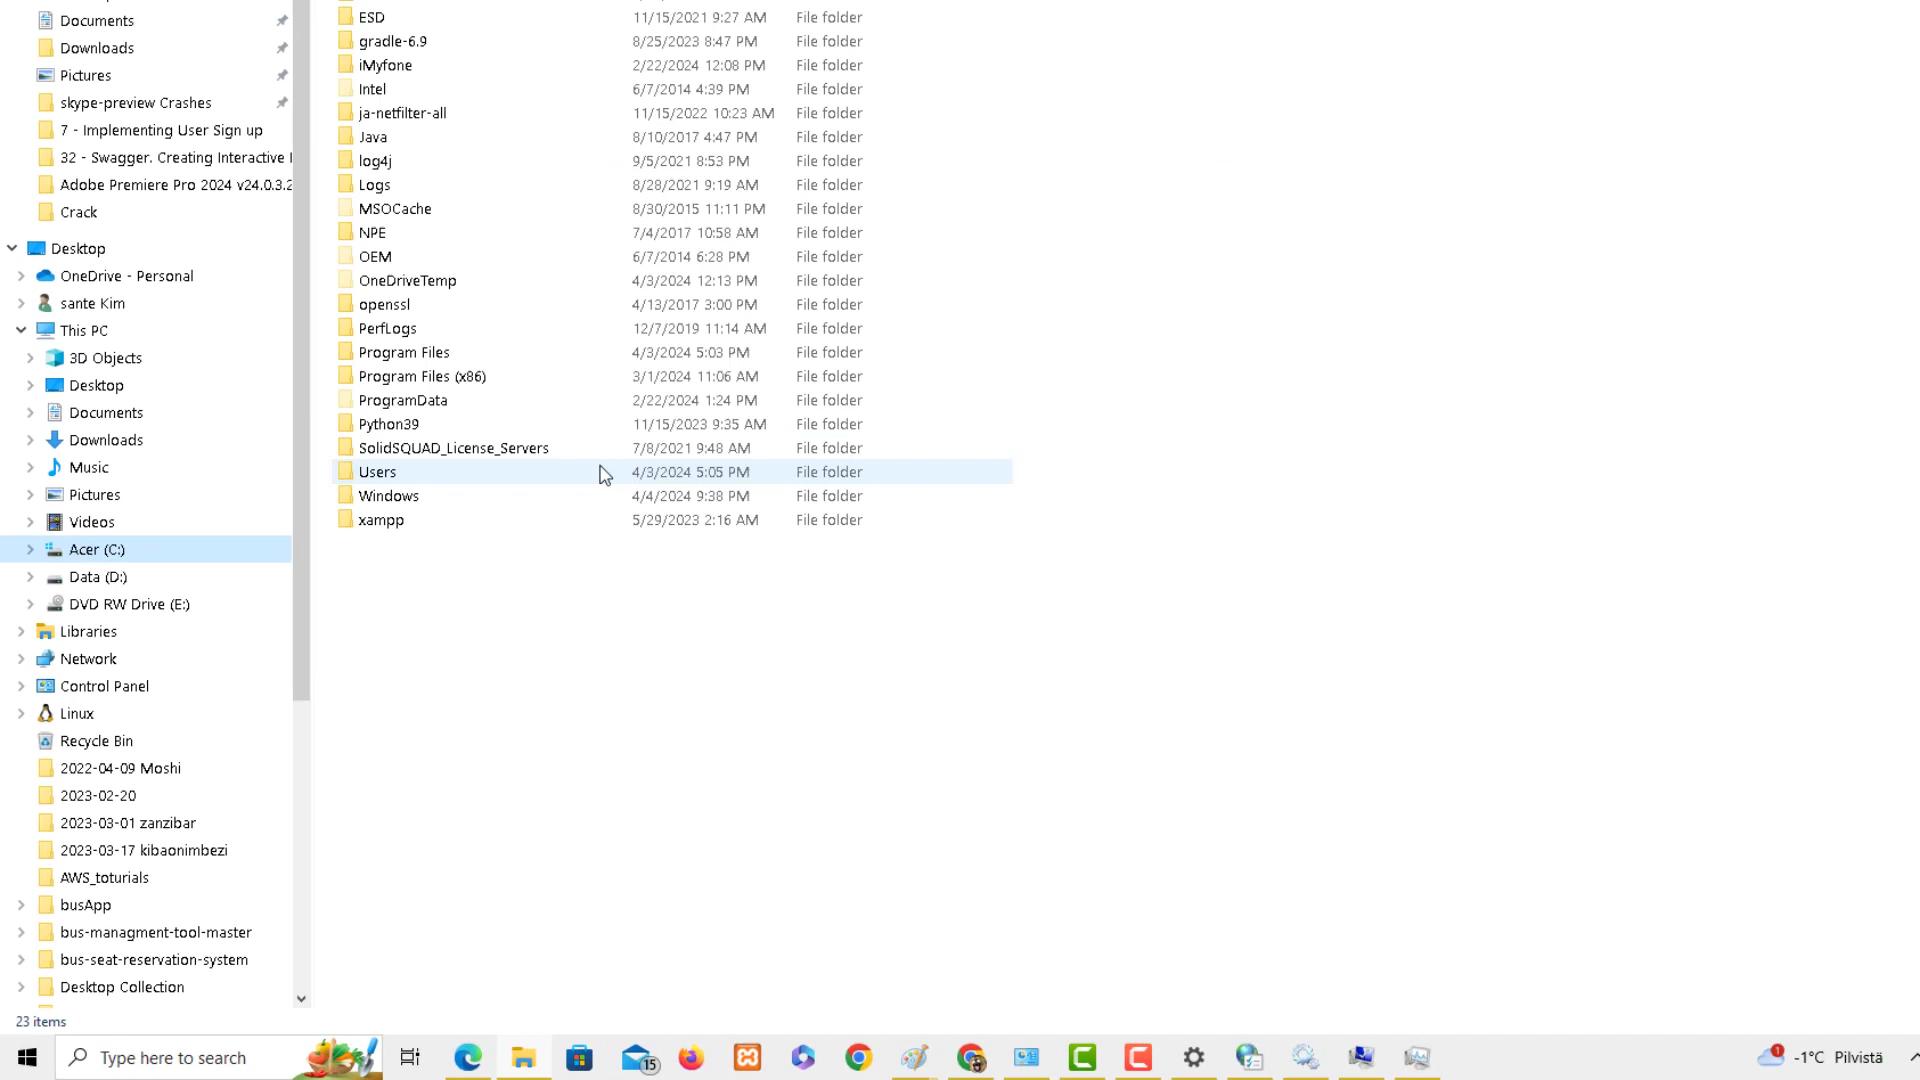 Documents
Downloads
Pictures
skype-preview Crashes
7 - Implementing User Sign up
32 - Swagger. Creating Interactive
Adobe Premiere Pro 2024 v24.0.3.2
Crack
Desktop
OneDrive - Personal
sante Kim
This PC
3D Objects
Desktop
Documents
Downloads
Music
Pictures
Videos
Acer (C:)
Data (D:)
DVD RW Drive (E:)
Libraries
Network
Control Panel
Linux
Recycle Bin
2022-04-09 Moshi
2023-02-20
2023-03-01 zanzibar
2023-03-17 kibaonimbezi
AWS_toturials
busApp
bus-managment-tool-master
bus-seat-reservation-system
Desktop Collection
ESD 11/15/2021 9:27 AM File folder
gradle-6.9 8/25/2023 8:47 PM File folder
iMyfone 2/22/2024 12:08 PM File folder
Intel 6/7/2014 4:39 PM File folder
ja-netfilter-all 11/15/2022 10:23 AM File folder
Java 8/10/2017 4:47 PM File folder
log4j 9/5/2021 8:53 PM File folder
Logs 8/28/2021 9:19 AM File folder
MSOCache 8/30/2015 11:11 PM File folder
NPE 7/4/2017 10:58 AM File folder
OEM 6/7/2014 6:28 PM File folder
OneDriveTemp 4/3/2024 12:13 PM File folder
openssl 4/13/2017 3:00 PM File folder
PerfLogs 12/7/2019 11:14 AM File folder
Program Files 4/3/2024 5:03 PM File folder
Program Files (x86) 3/1/2024 11:06 AM File folder
ProgramData 2/22/2024 1:24 PM File folder
Python39 11/15/2023 9:35 AM File folder
SolidSQUAD_License_Servers 7/8/2021 9:48 AM File folder
Users 4/3/2024 5:05 PM File folder
Windows 4/4/2024 9:38 PM File folder
xampp 5/29/2023 2:16 AM File folder
23 items
Type here to search
15
1
-1°C Pilvistä